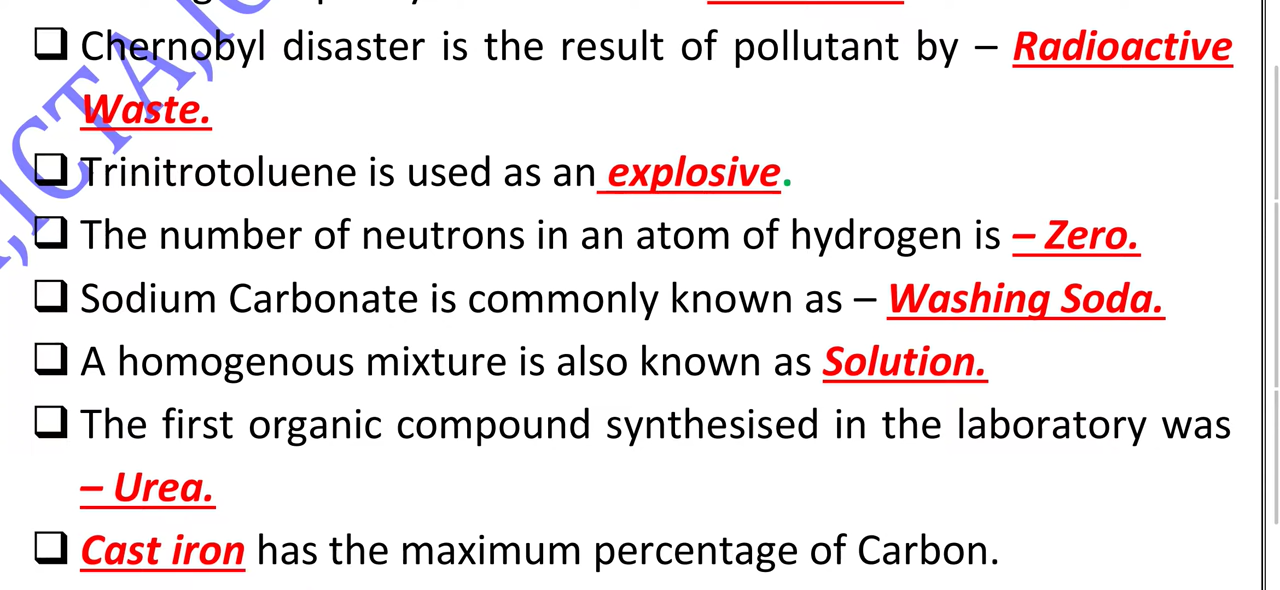 ❑ Chernobyl disaster is the result of pollutant by – Radioactive
Waste.
❑ Trinitrotoluene is used as an explosive.
❑ The number of neutrons in an atom of hydrogen is – Zero.
❑ Sodium Carbonate is commonly known as – Washing Soda.
❑ A homogenous mixture is also known as Solution.
❑ The first organic compound synthesised in the laboratory was
– Urea.
❑ Cast iron has the maximum percentage of Carbon.